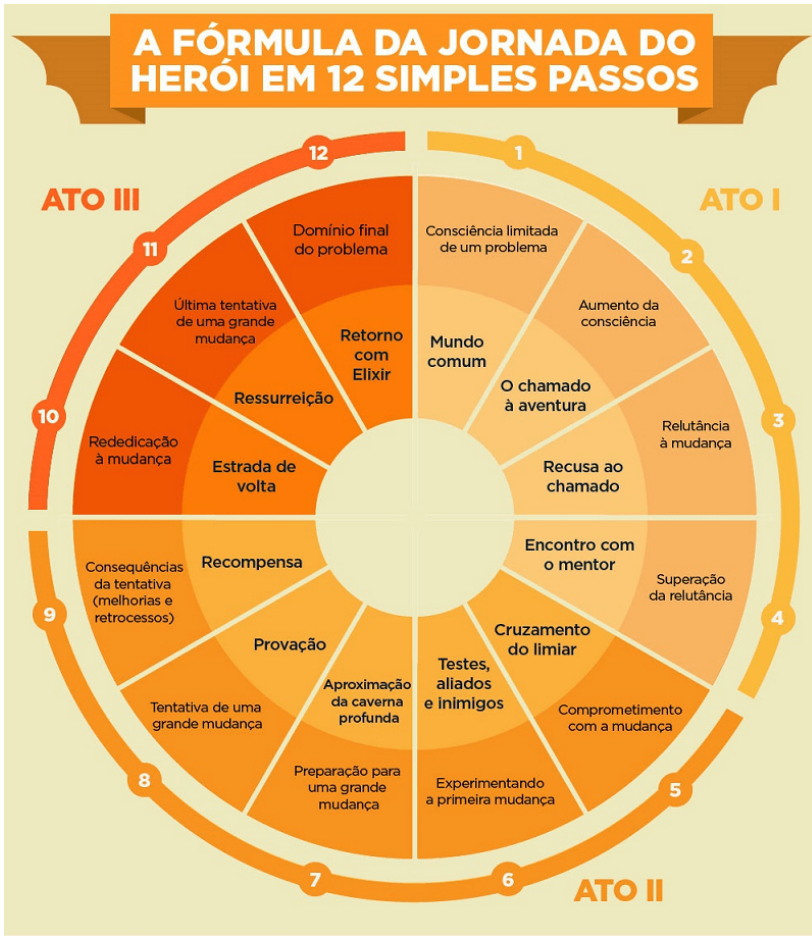 A FÓRMULA DA JORNADA DO
HERÓI EM 12 SIMPLES PASSOS
ATO I
1
Consciência limitada
de um problema
Mundo
comum
2
Aumento da
consciência
O chamado
à aventura
3
Relutância
à mudança
Recusa ao
chamado
4
Superação
da relutância
Encontro com
o mentor
ATO II
5
Comprometimento
com a mudança
Cruzamento
do limiar
6
Experimentando
a primeira mudança
Testes,
aliados
e inimigos
7
Preparação para
uma grande
mudança
Aproximação
da caverna
profunda
8
Tentativa de uma
grande mudança
Provação
9
Consequências
da tentativa
(melhorias e
retrocessos)
Recompensa
ATO III
10
Rededicação
à mudança
Estrada de
volta
11
Última tentativa
de uma grande
mudança
Ressurreição
12
Domínio final
do problema
Retorno
com
Elixir